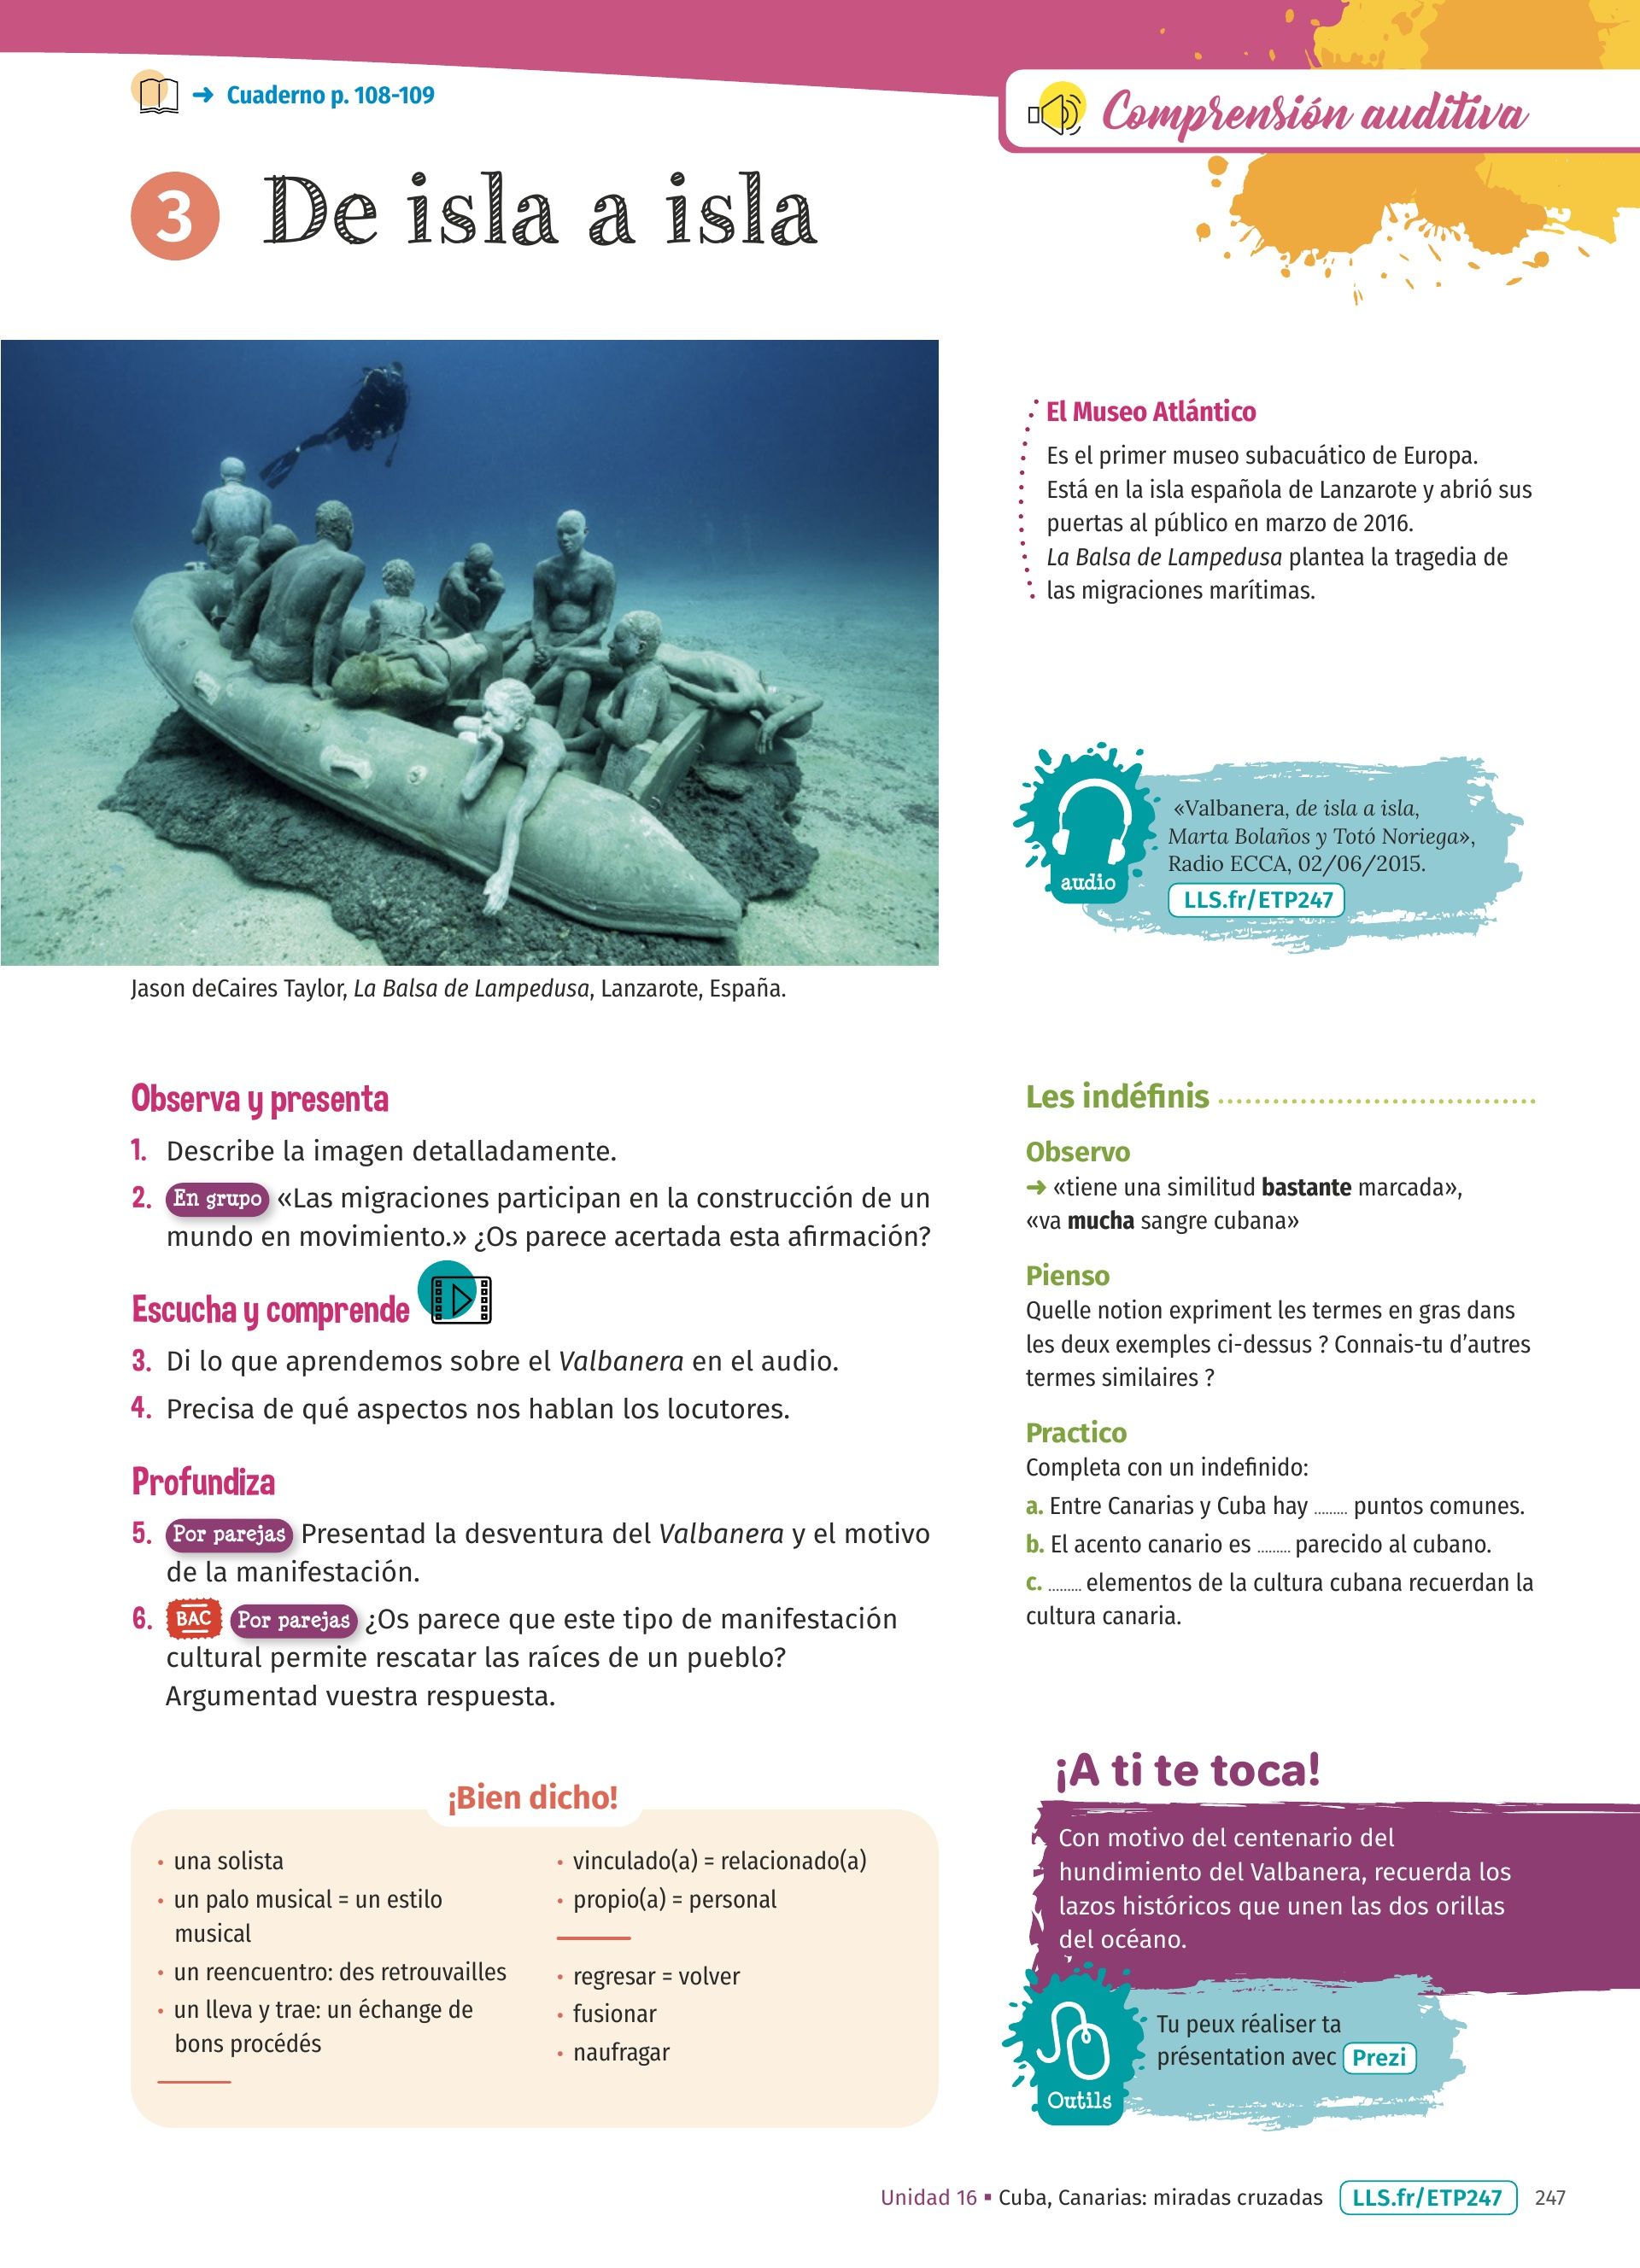 ➜ Cuaderno p. 108-109
Comprensión auditiva
3 De isla a isla
El Museo Atlántico
Es el primer museo subacuático de Europa.
Está en la isla española de Lanzarote y abrió sus
puertas al público en marzo de 2016.
La Balsa de Lampedusa plantea la tragedia de
las migraciones marítimas.
audio
«Valbanera, de isla a isla,
Marta Bolaños y Totó Noriega»,
Radio ECCA, 02/06/2015.
LLS.fr/ETP247
Jason deCaires Taylor, La Balsa de Lampedusa, Lanzarote, España.
Observa y presenta
1. Describe la imagen detalladamente.
2. En grupo «Las migraciones participan en la construcción de un
mundo en movimiento.» ¿Os parece acertada esta afirmación?
Escucha y comprende
3. Di lo que aprendemos sobre el Valbanera en el audio.
4. Precisa de qué aspectos nos hablan los locutores.
Profundiza
5. Por parejas Presentad la desventura del Valbanera y el motivo
de la manifestación.
6. BAC Por parejas ¿Os parece que este tipo de manifestación
cultural permite rescatar las raíces de un pueblo?
Argumentad vuestra respuesta.
Les indéfinis
Observo
➜ «tiene una similitud bastante marcada»,
«va mucha sangre cubana»
Pienso
Quelle notion expriment les termes en gras dans
les deux exemples ci-dessus ? Connais-tu d'autres
termes similaires ?
Practico
Completa con un indefinido:
a. Entre Canarias y Cuba hay ......... puntos comunes.
b. El acento canario es ......... parecido al cubano.
c. ......... elementos de la cultura cubana recuerdan la
cultura canaria.
¡Bien dicho!
• una solista
• un palo musical = un estilo
musical
• un reencuentro: des retrouvailles
• un lleva y trae: un échange de
bons procédés
• vinculado(a) = relacionado(a)
• propio(a) = personal
• regresar = volver
• fusionar
• naufragar
¡A ti te toca!
Con motivo del centenario del
hundimiento del Valbanera, recuerda los
lazos históricos que unen las dos orillas
del océano.
Outils
Tu peux réaliser ta
présentation avec Prezi
Unidad 16 ▪ Cuba, Canarias: miradas cruzadas LLS.fr/ETP247 247